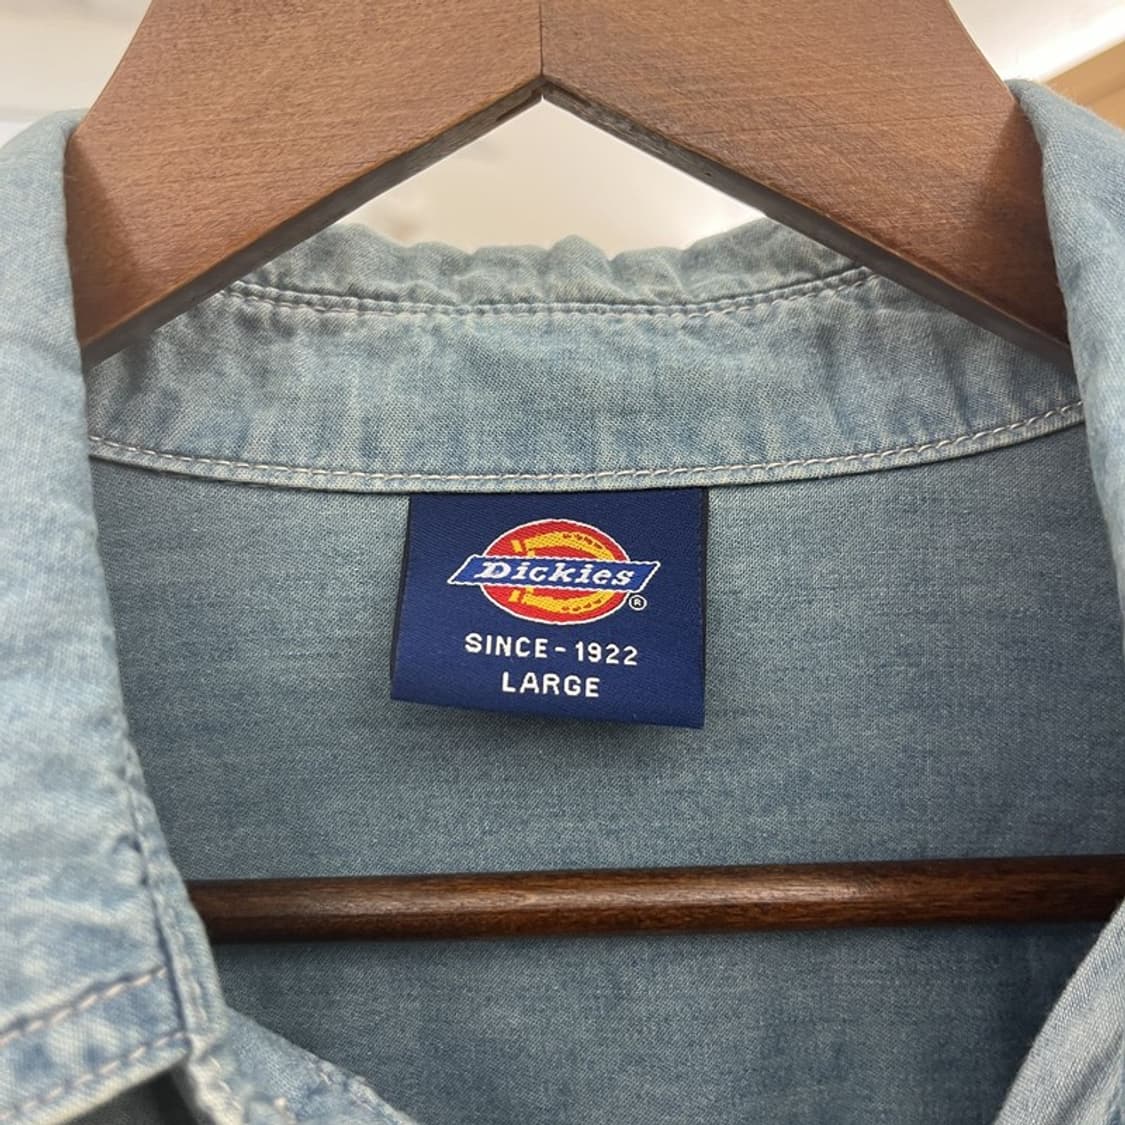 Dickies ®
SINCE-1922
LARGE